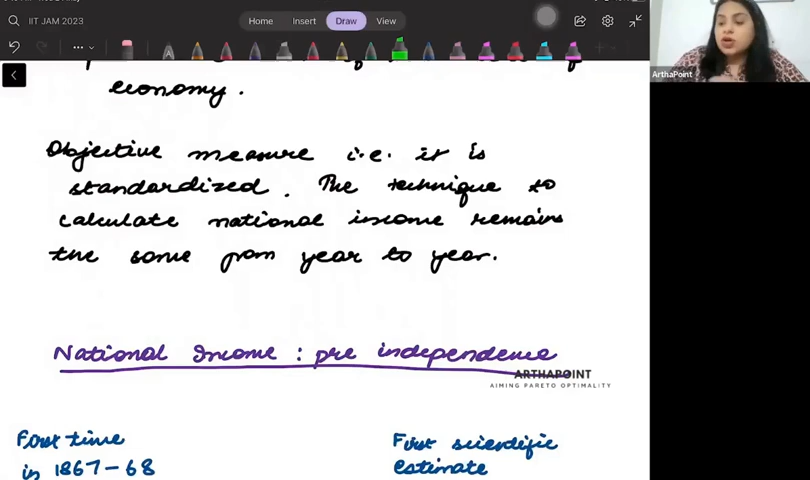 IIT JAM 2023
Home Insert Draw View
ArthaPoint
economy.
Objective measure i.e. it is
standardized. The technique to
calculate national income remains
the same from year to year.
National Income : pre independence
ARTHAPOINT
AIMING PARETO OPTIMALITY
First time
in 1867-68
First scientific
estimate